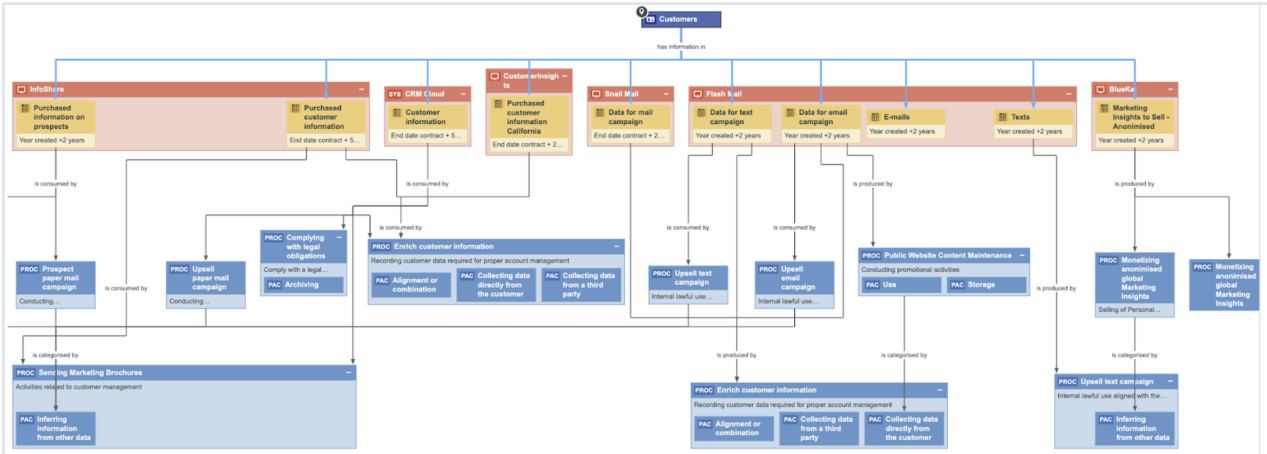 Customers
has information in
InfoShare
Purchased
information on
prospects
Year created +2 years
Purchased
customer
information
End date contract + 5...
SYS CRM Cloud
Customer
information
End date contract + 5...
CustomerInsigh
ts
Purchased
customer
information
California
End date contract + 2...
Snail Mail
Data for mail
campaign
End date contract + 2...
Flash Mail
Data for text
campaign
Year created +2 years
Data for email
campaign
Year created +2 years
E-mails
Year created +2 years
Texts
Year created +2 years
Marketing
Insights to Sell -
Anonimised
Year created +2 years
is consumed by
is consumed by
is consumed by
is consumed by
is consumed by
is produced by
is produced by
PROC Prospect
paper mail
campaign
Conducting...
is consumed by
PROC Upsell
paper mail
campaign
Conducting...
PROC Complying
with legal
obligations
Comply with a legal...
PAC Archiving
PROC Enrich customer information
Recording customer data required for proper account management
PAC Alignment or
combination
PAC Collecting data
directly from
the customer
PAC Collecting data
from a third
party
PROC Upsell text
campaign
Internal lawful use...
PROC Upsell
email
campaign
Internal lawful use...
PROC Public Website Content Maintenance
Conducting promotional activities
PAC Use
PAC Storage
is produced by
PROC Monetizing
anonimised
global
Marketing
Insights
Selling of Personal...
PROC Monetizing
anonimised
global
Marketing
Insights
is categorised by
is produced by
is categorised by
is categorised by
PROC Sending Marketing Brochures
Activities related to customer management
PAC Inferring
information
from other data
PROC Enrich customer information
Recording customer data required for proper account management
PAC Alignment or
combination
PAC Collecting data
from a third
party
PAC Collecting data
directly from
the customer
PROC Upsell text campaign
Internal lawful use aligned with the...
PAC Inferring
information
from other data